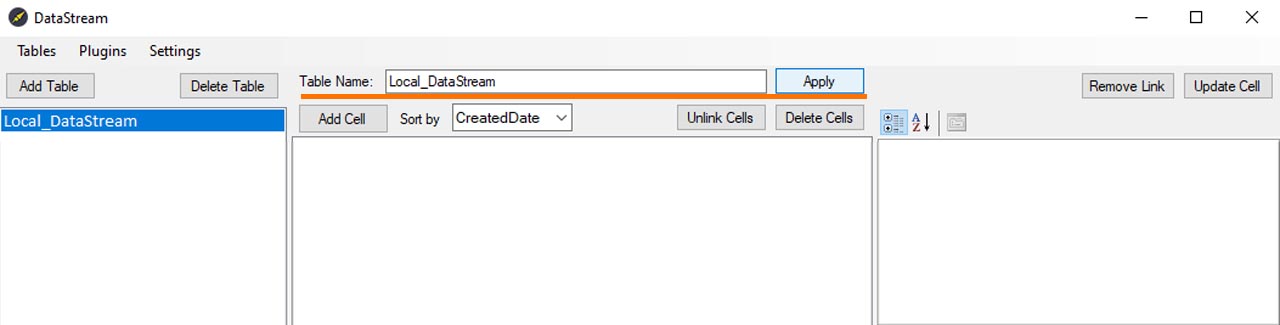 DataStream
Tables Plugins Settings
Add Table Delete Table Table Name: Local_DataStream Apply Remove Link Update Cell
Local_DataStream Add Cell Sort by CreatedDate Unlink Cells Delete Cells A Z